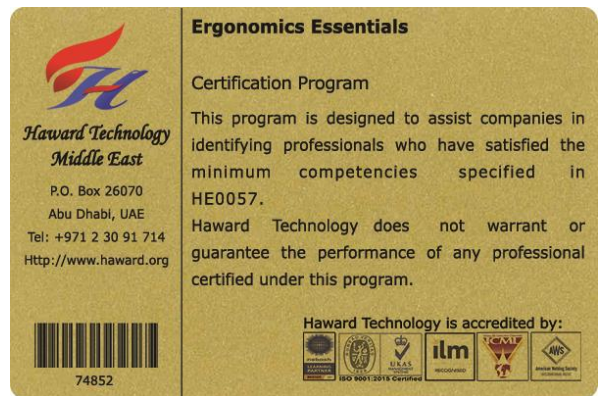 Haward Technology
Middle East
P.O. Box 26070
Abu Dhabi, UAE
Tel: +971 2 30 91 714
Http://www.haward.org
74852
Ergonomics Essentials
Certification Program
This program is designed to assist companies in
identifying professionals who have satisfied the
minimum competencies specified in
HE0057.
Haward Technology does not warrant or
guarantee the performance of any professional
certified under this program.
Haward Technology is accredited by:
UKAS
ISO 9001:2015 Certified
ilm
RECOGNISED
ICML
AWS
American Welding Society